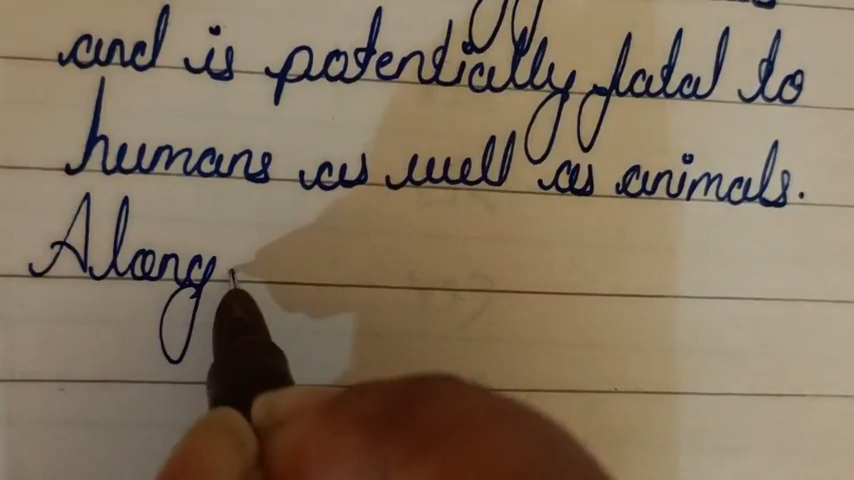 and is potentially fatal to
humans as well as animals.
Along